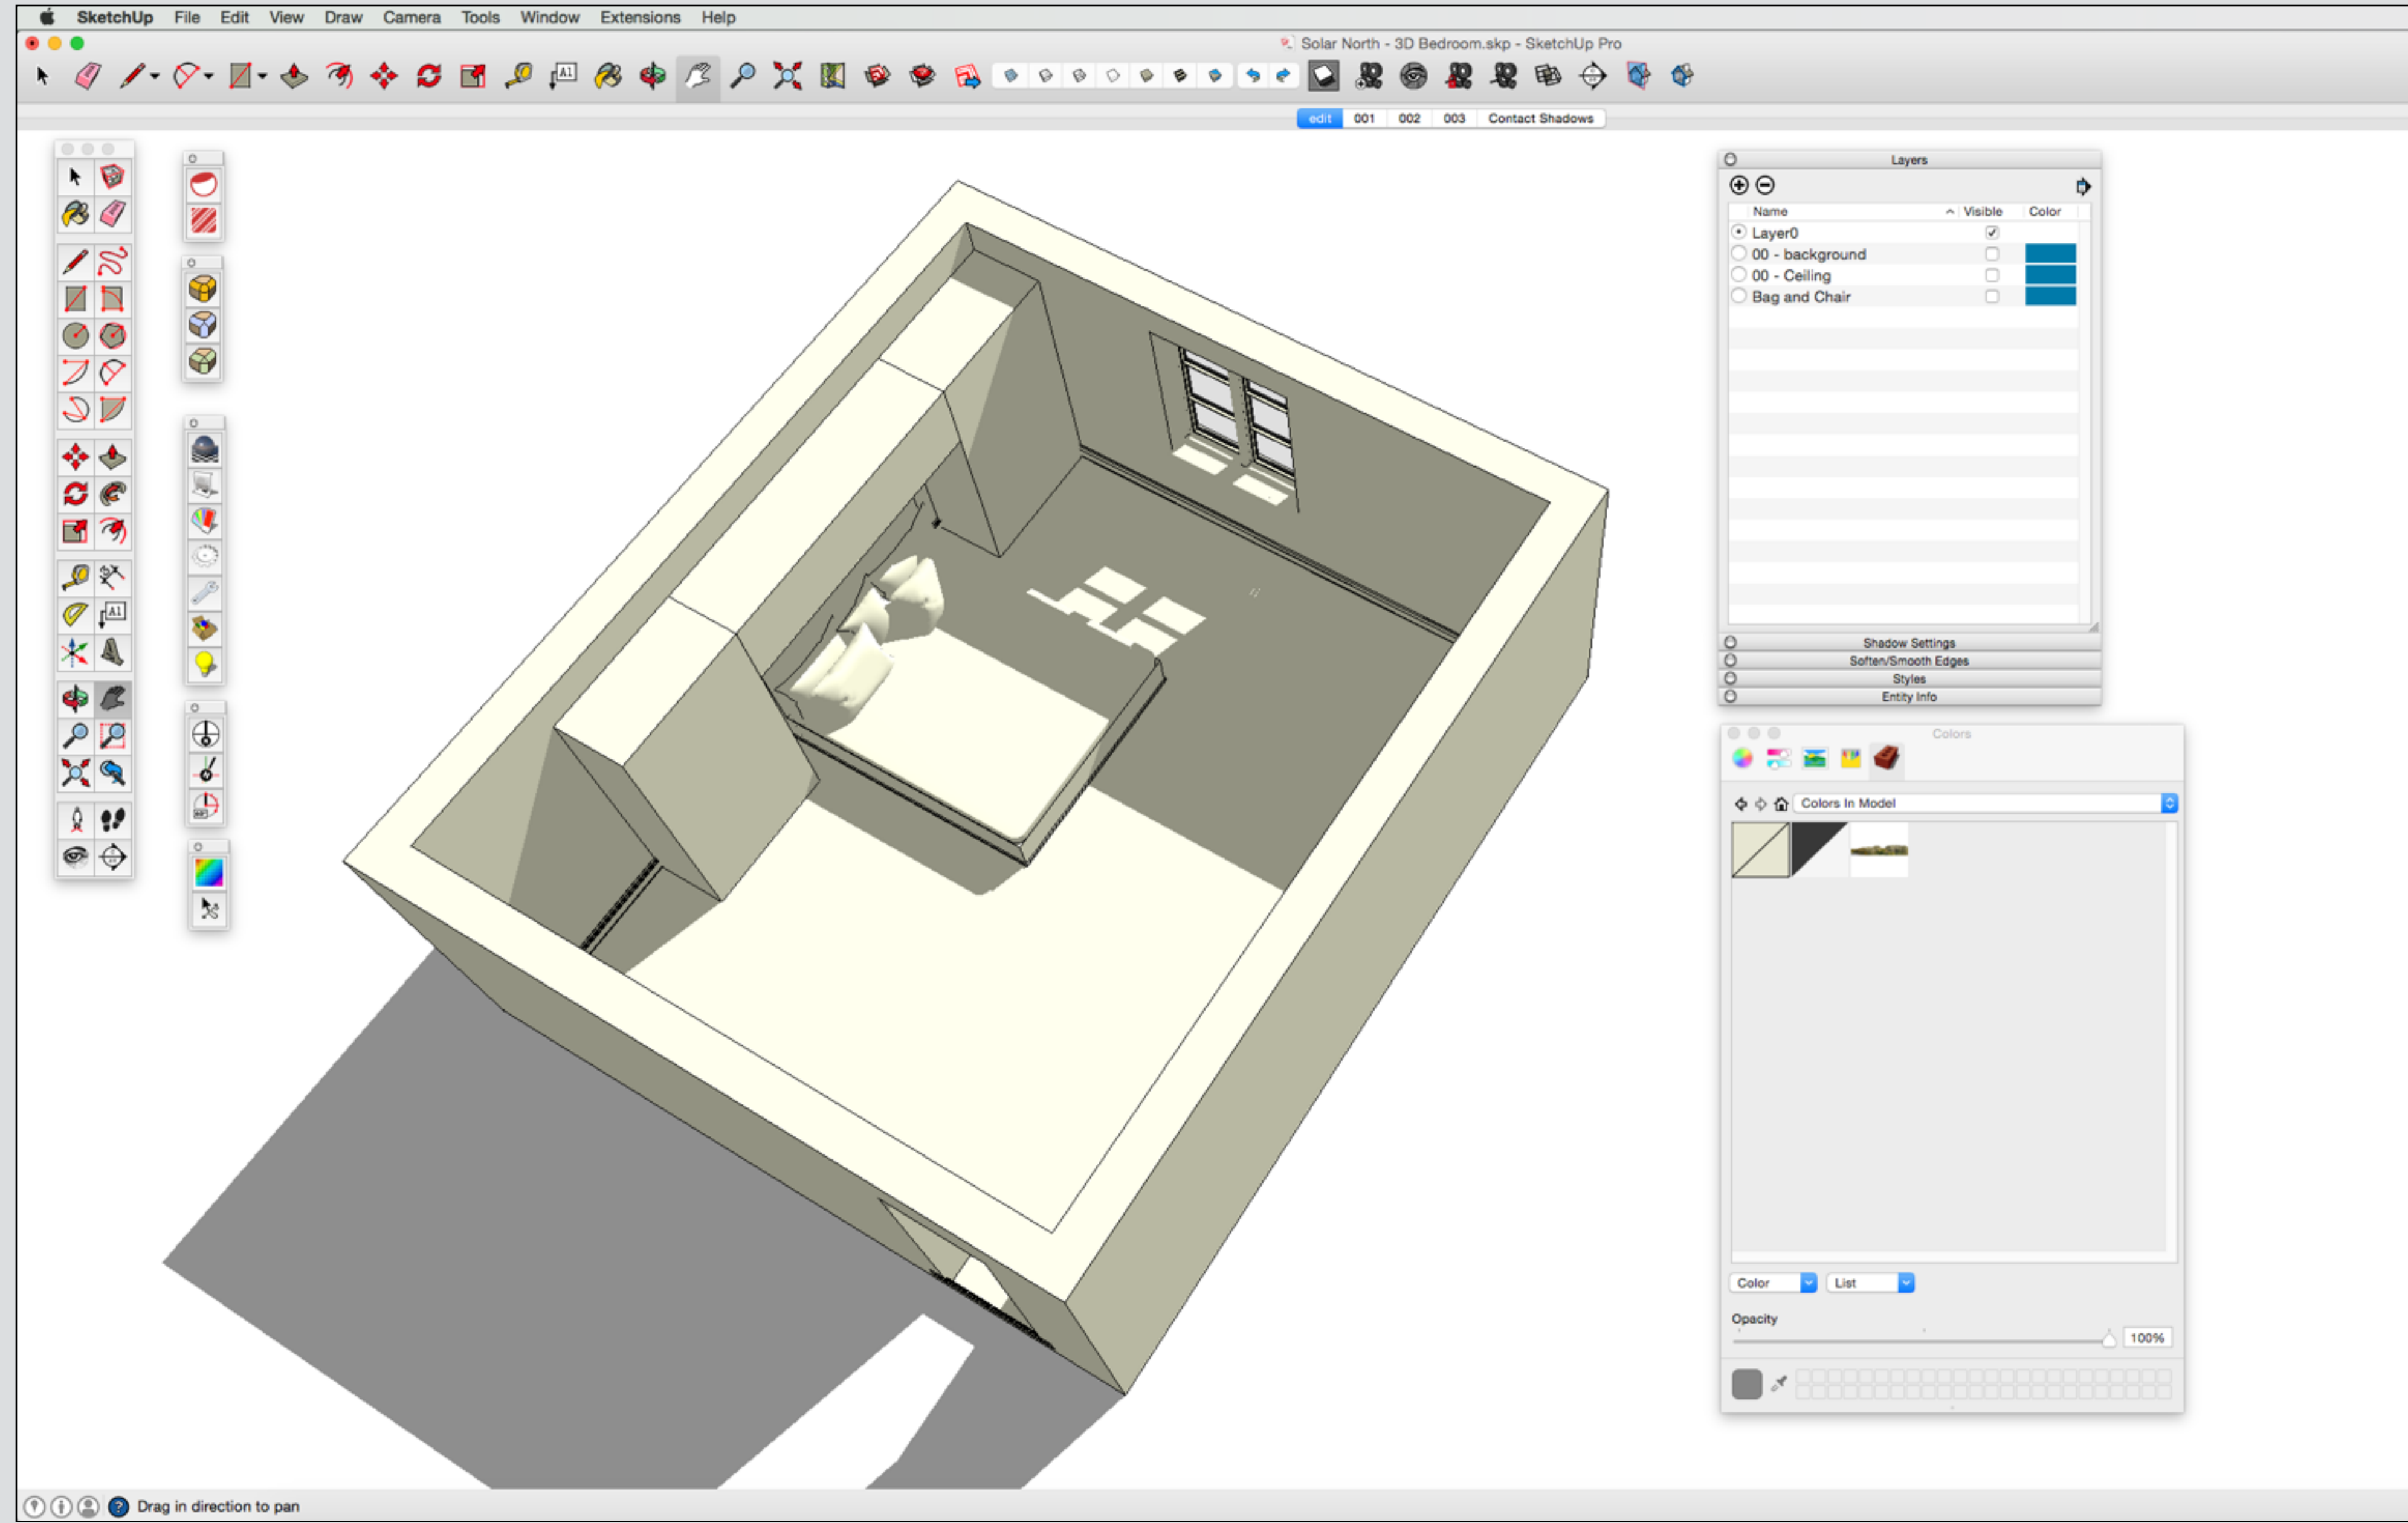 SketchUp File Edit View Draw Camera Tools Window Extensions Help
Solar North - 3D Bedroom.skp - SketchUp Pro
A1
edit 001 002 003 Contact Shadows
Layers
Name Visible Color
Layer0
00 - background
00 - Ceiling
Bag and Chair
A1
Shadow Settings
Soften/Smooth Edges
Styles
Entity Info
Colors
Colors In Model
Color List
Opacity
100%
Drag in direction to pan